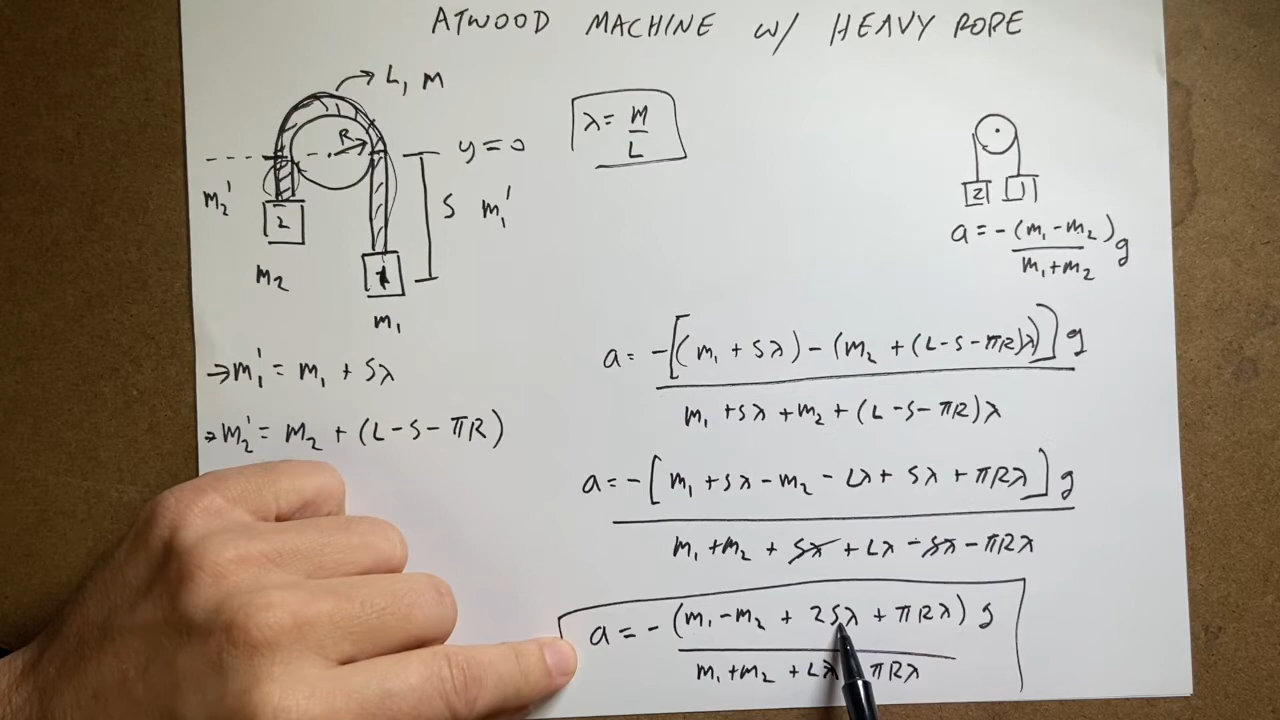 ATWOOD MACHINE W/ HEAVY ROPE
L, M
R
y = 0
m₂'
S m₁'
2
1
m₂
m₁
λ = M/L
2 1
a = -(m₁-m₂)g
m₁+m₂
→ m₁' = m₁ + Sλ
→ m₂' = m₂ + (L - S - πR)
a = -[(m₁ + Sλ) - (m₂ + (L-S-πR)λ)] g
m₁ + Sλ + m₂ + (L - S - πR)λ
a = -[m₁ + Sλ - m₂ - Lλ + Sλ + πRλ] g
m₁ + m₂ + Sλ + Lλ - Sλ - πRλ
a = -(m₁ - m₂ + 2Sλ + πRλ) g
m₁ + m₂ + Lλ πRλ